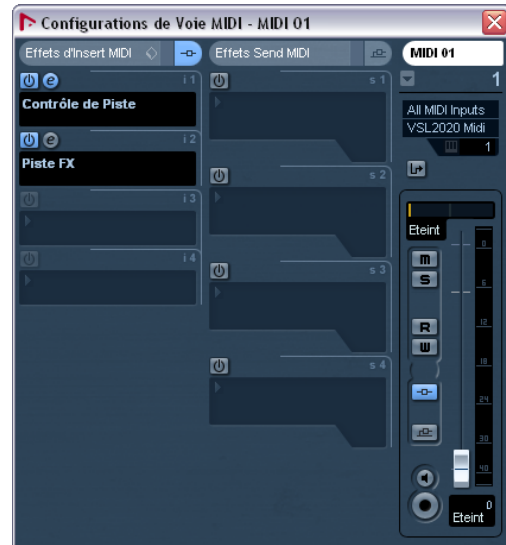 Configurations de Voie MIDI - MIDI 01
Effets d'Insert MIDI
Effets Send MIDI
MIDI 01
e
i 1
s 1
1
Contrôle de Piste
All MIDI Inputs
VSL2020 Midi
1
e
i 2
Piste FX
s 2
i 3
Eteint
i 4
s 3
m
S
R
W
s 4
0
6
12
18
24
30
40
0
Eteint